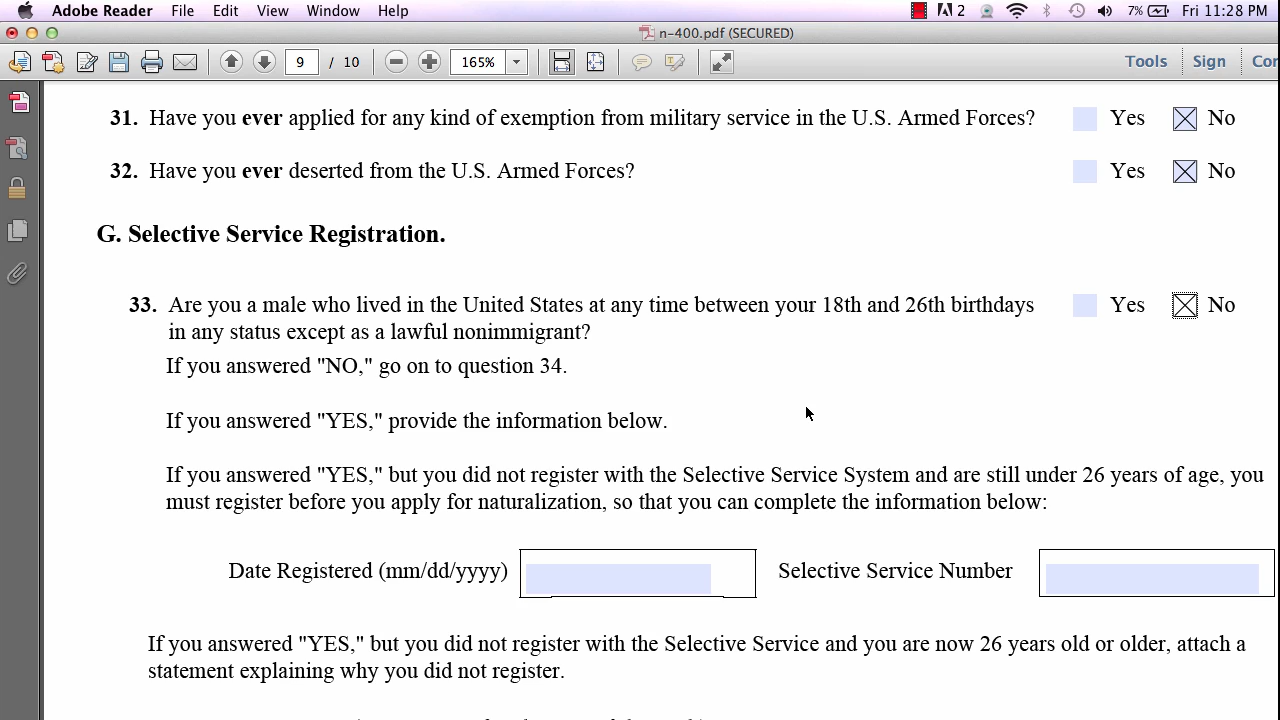 Adobe Reader File Edit View Window Help 2 7% Fri 11:28 PM
n-400.pdf (SECURED)
9 / 10 165% Tools Sign
31. Have you ever applied for any kind of exemption from military service in the U.S. Armed Forces? Yes No
32. Have you ever deserted from the U.S. Armed Forces? Yes No
G. Selective Service Registration.
33. Are you a male who lived in the United States at any time between your 18th and 26th birthdays Yes No
in any status except as a lawful nonimmigrant?
If you answered "NO," go on to question 34.
If you answered "YES," provide the information below.
If you answered "YES," but you did not register with the Selective Service System and are still under 26 years of age, you
must register before you apply for naturalization, so that you can complete the information below:
Date Registered (mm/dd/yyyy) Selective Service Number
If you answered "YES," but you did not register with the Selective Service and you are now 26 years old or older, attach a
statement explaining why you did not register.